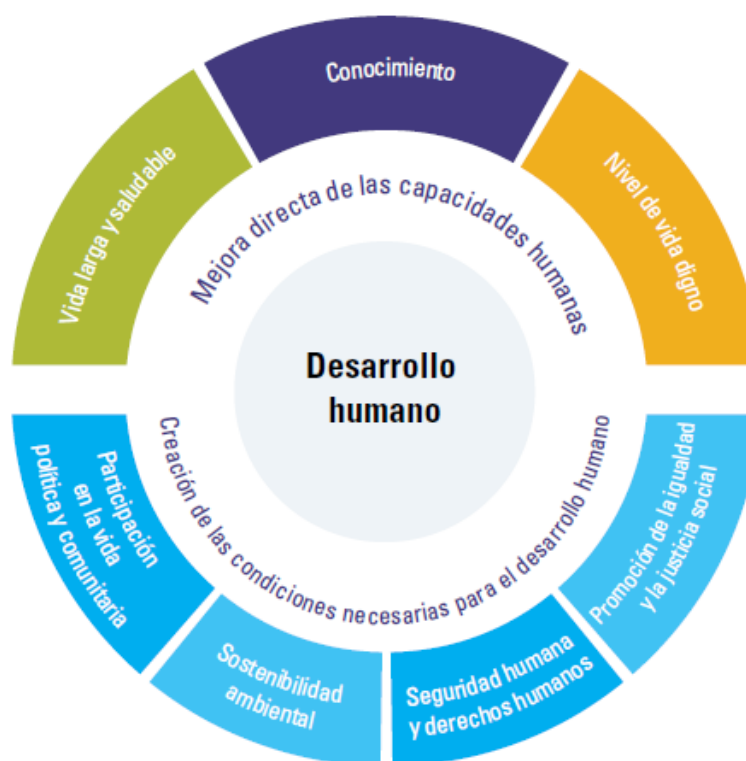 Conocimiento
Vida larga y saludable
Nivel de vida digno
Mejora directa de las capacidades humanas
Desarrollo
humano
Creación de las condiciones necesarias para el desarrollo humano
Participación
en la vida
política y comunitaria
Sostenibilidad
ambiental
Seguridad humana
y derechos humanos
Promoción de la igualdad
y la justicia social